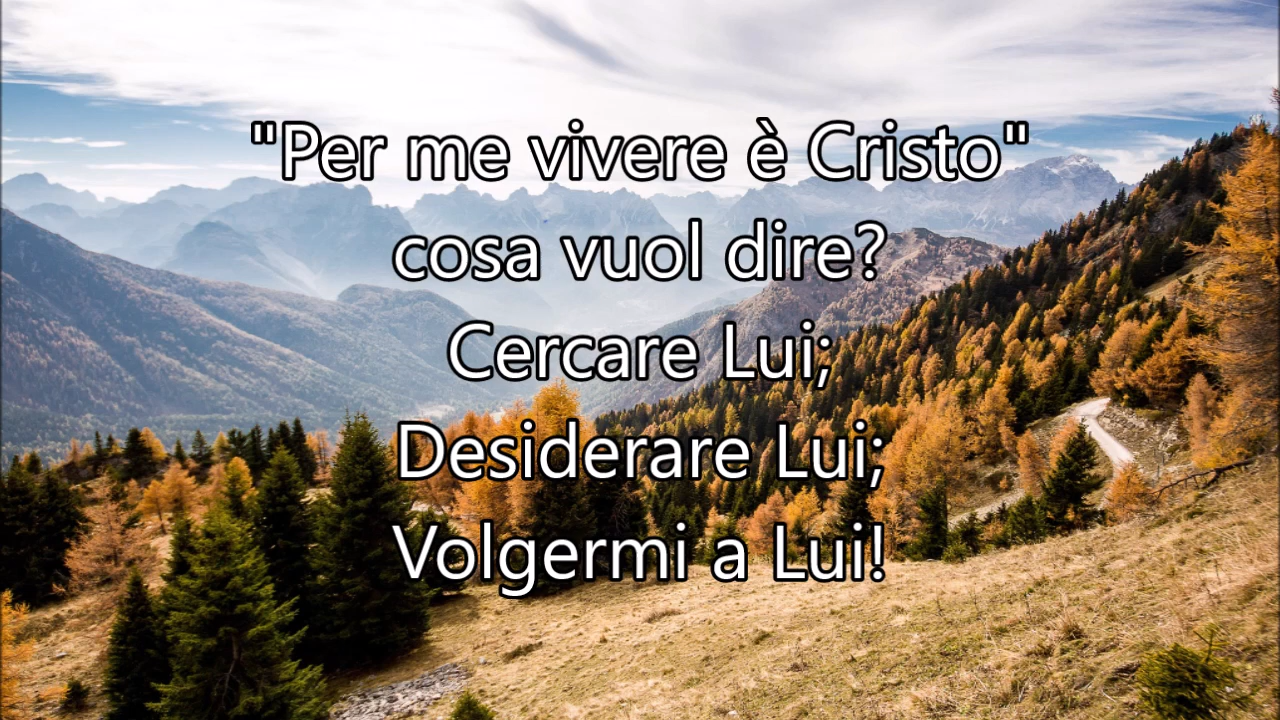 "Per me vivere è Cristo"
cosa vuol dire?
Cercare Lui;
Desiderare Lui;
Volgermi a Lui!